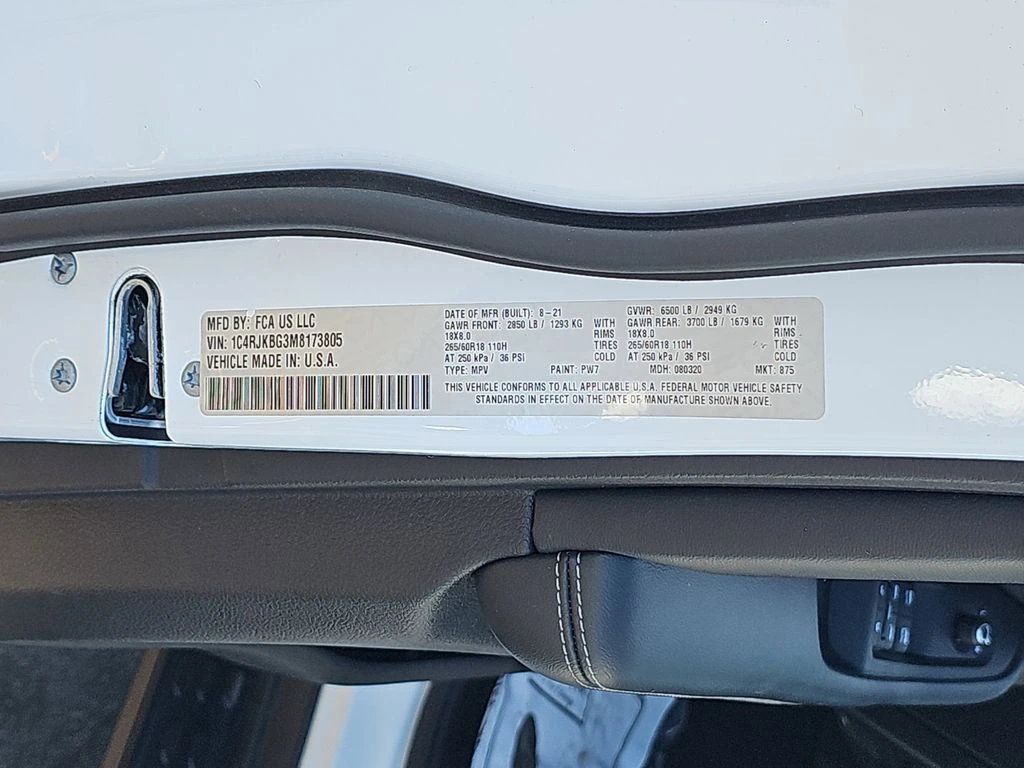 MFD BY: FCA US LLC
VIN: 1C4RJKBG3M8173805
VEHICLE MADE IN: U.S.A.
DATE OF MFR (BUILT): 8-21
GAWR FRONT: 2850 LB / 1293 KG WITH
18X8.0 RIMS
265/60R18 110H TIRES
AT 250 kPa / 36 PSI
TYPE: MPV PAINT: PW7
GVWR: 6500 LB / 2949 KG
GAWR REAR: 3700 LB / 1679 KG WITH
18X8.0 RIMS
265/60R18 110H TIRES
AT 250 kPa / 36 PSI
MDH: 080320 MKT: 875
THIS VEHICLE CONFORMS TO ALL APPLICABLE U.S.A. FEDERAL MOTOR VEHICLE SAFETY
STANDARDS IN EFFECT ON THE DATE OF MANUFACTURE SHOWN ABOVE.